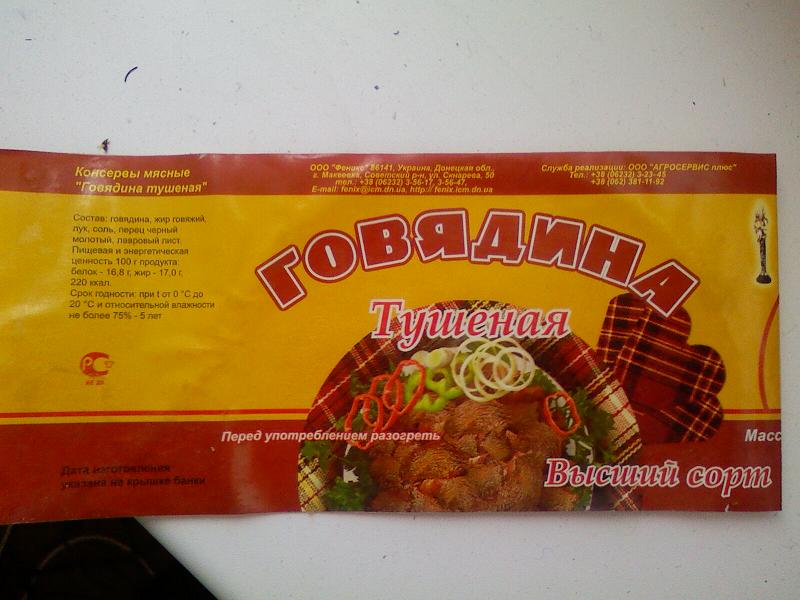 Консервы мясные
"Говядина тушеная"
ООО "Феникс" 86141, Украина, Донецкая обл.,
г. Макеевка, Советский р-н, ул. Скнарева, 50
тел.: +38 (06232) 3-56-17, 3-56-47,
E-mail: fenix@icm.dn.ua, http:// fenix.icm.dn.ua
Служба реализации: ООО "АГРОСЕРВИС плюс"
Тел.: +38 (06232) 3-23-45
+38 (062) 381-11-92
Состав: говядина, жир говяжий,
лук, соль, перец черный
молотый, лавровый лист.
Пищевая и энергетическая
ценность 100 г продукта:
белок - 16,8 г, жир - 17,0 г,
220 ккал.
Срок годности: при t от 0 °С до
20 °С и относительной влажности
не более 75% - 5 лет
ГОВЯДИНА
Тушеная
РС
Перед употреблением разогреть
Масс
Высший сорт
Дата изготовления
указана на крышке банки